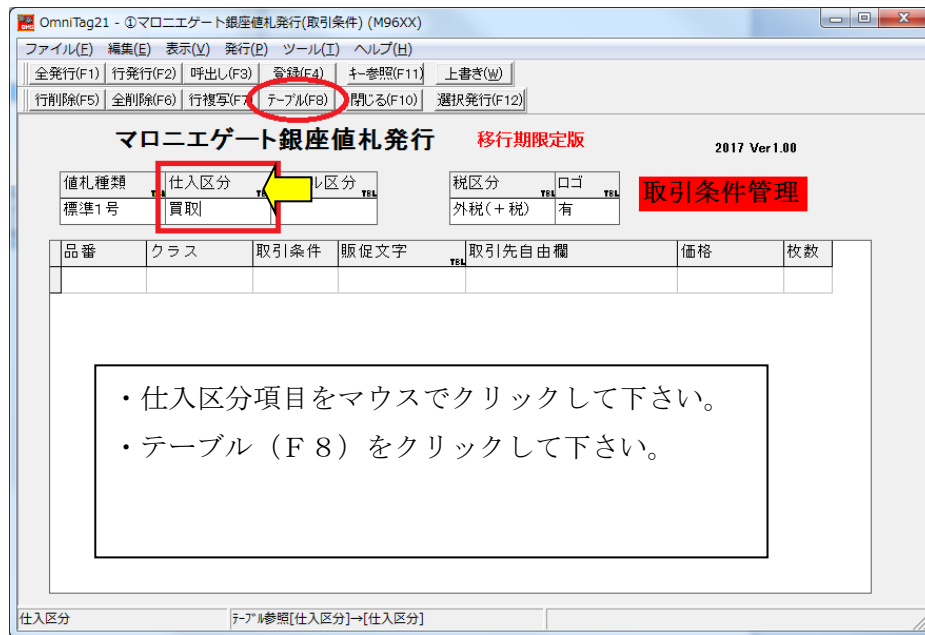 OmniTag21 - ①マロニエゲート銀座値札発行(取引条件) (M96XX)
ファイル(F) 編集(E) 表示(V) 発行(P) ツール(T) ヘルプ(H)
全発行(F1) 行発行(F2) 呼出し(F3) 登録(F4) キー参照(F11) 上書き(w)
行削除(F5) 全削除(F6) 行複写(F7 テーブル(F8) 閉じる(F10) 選択発行(F12)
マロニエゲート銀座値札発行 移行期限定版 2017 Ver1.00
値札種類 仕入区分 ル区分 TBL 税区分 TBL ロゴ TBL 取引条件管理
標準1号 買取 外税(+税) 有
品番 クラス 取引条件 販促文字 TBL 取引先自由欄 価格 枚数
・仕入区分項目をマウスでクリックして下さい。
・テーブル(F8)をクリックして下さい。
仕入区分 テーブル参照[仕入区分]→[仕入区分]